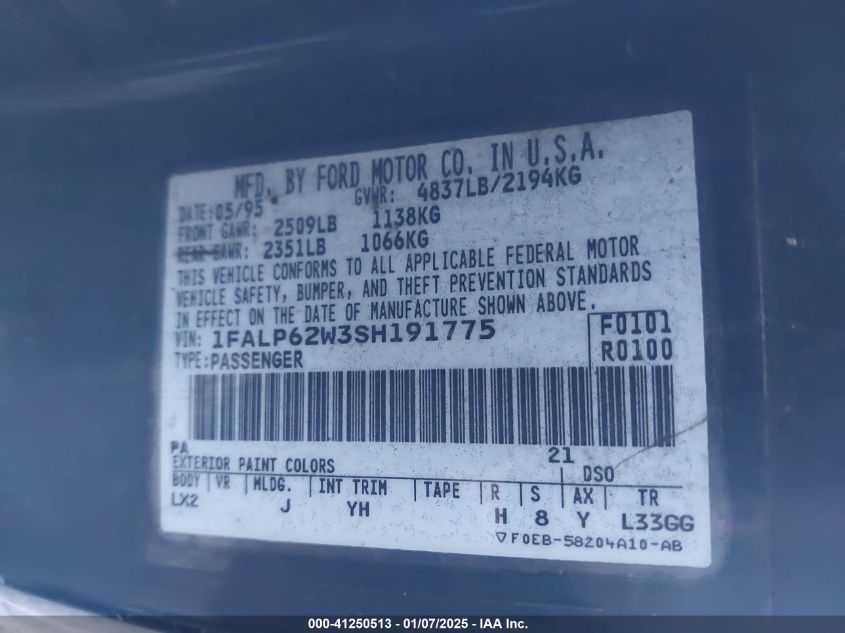 MFD. BY FORD MOTOR CO. IN U.S.A.
DATE: 05/95 GVWR: 4837LB/2194KG
FRONT GAWR: 2509LB 1138KG
REAR GAWR: 2351LB 1066KG
THIS VEHICLE CONFORMS TO ALL APPLICABLE FEDERAL MOTOR
VEHICLE SAFETY, BUMPER, AND THEFT PREVENTION STANDARDS
IN EFFECT ON THE DATE OF MANUFACTURE SHOWN ABOVE.
VIN: 1FALP62W3SH191775 F0101
TYPE: PASSENGER R0100
PA 21
EXTERIOR PAINT COLORS DSO
BODY VR MLDG. INT TRIM TAPE R S AX TR
LX2 J YH H 8 Y L33GG
▽F0EB-58204A10-AB
000-41250513 - 01/07/2025 - IAA Inc.